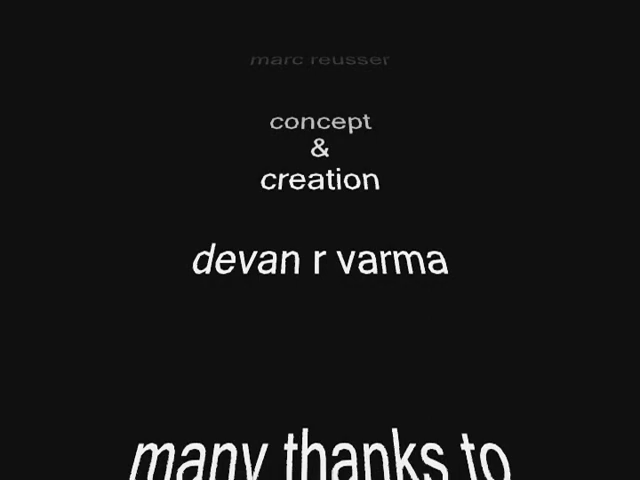 marc reusser
concept
&
creation
devan r varma
many thanks to